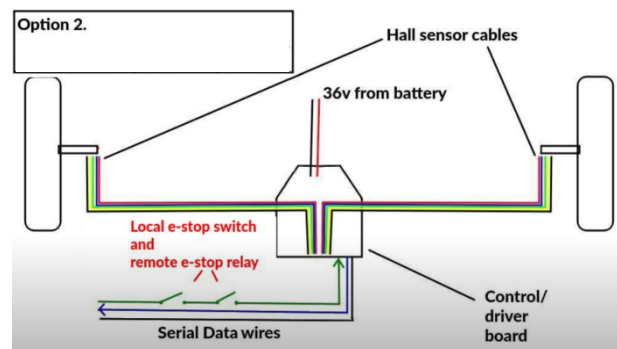 Option 2.
Hall sensor cables
36v from battery
Local e-stop switch
and
remote e-stop relay
Serial Data wires
Control/
driver
board